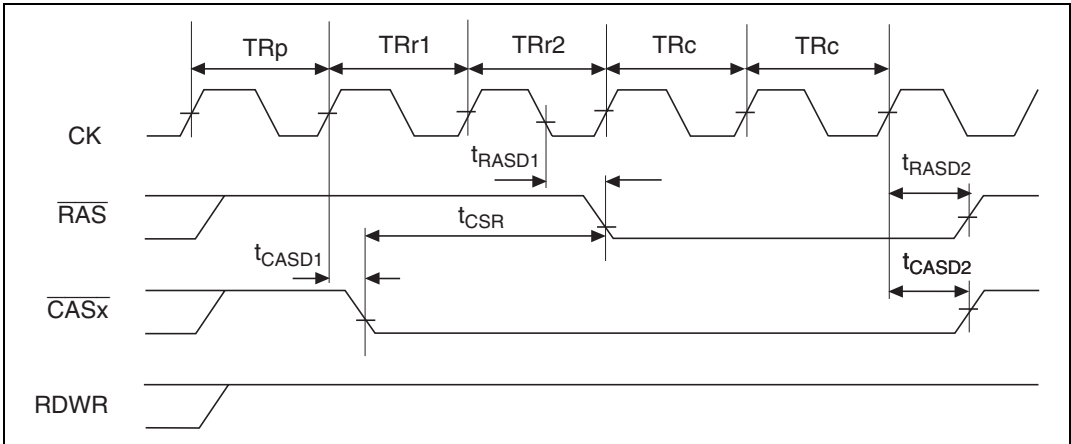 TRp TRr1 TRr2 TRc TRc
CK
tRASD1
tRASD2
RAS
tCSR
tCASD1
tCASD2
CASx
RDWR